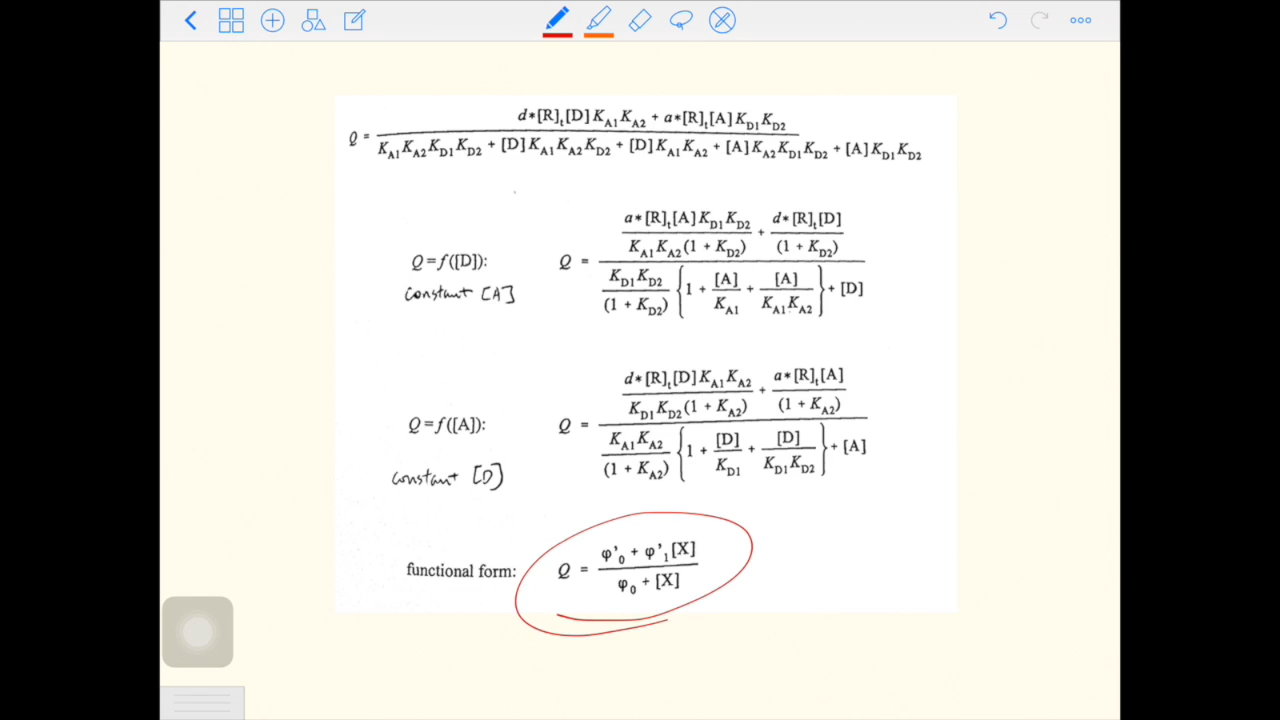 d*[R]t[D]KA1KA2 + a*[R]t[A]KD1KD2
Q =
KA1KA2KD1KD2 + [D]KA1KA2KD2 + [D]KA1KA2 + [A]KA2KD1KD2 + [A]KD1KD2
a*[R]t[A]KD1KD2 + d*[R]t[D]
KA1KA2(1 + KD2) (1 + KD2)
Q=f([D]): Q =
KD1KD2 {1 + [A] + [A]} + [D]
constant [A]
(1 + KD2) KA1 KA1KA2
d*[R]t[D]KA1KA2 + a*[R]t[A]
KD1KD2(1 + KA2) (1 + KA2)
Q=f([A]): Q =
KA1KA2 {1 + [D] + [D]} + [A]
(1 + KA2) KD1 KD1KD2
constant [D]
φ'0 + φ'1[X]
functional form: Q =
φ0 + [X]